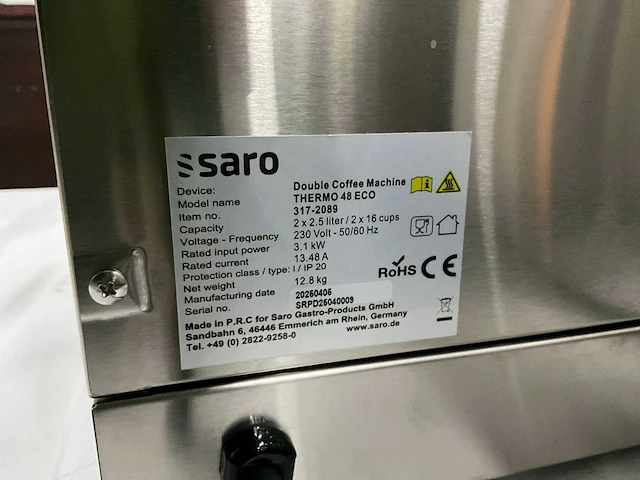 saro
Device: Double Coffee Machine
Model name THERMO 48 ECO
Item no. 317-2089
Capacity 2 x 2.5 liter / 2 x 16 cups
Voltage - Frequency 230 Volt - 50/60 Hz
Rated input power 3.1 kW
Rated current 13.48 A
Protection class / type: I / IP 20
Net weight 12.8 kg
Manufacturing date 20250405
Serial no. SRPD25040009
RoHS CE
Made in P.R.C for Saro Gastro-Products GmbH
Sandbahn 6, 46446 Emmerich am Rhein, Germany
Tel. +49 (0) 2822-9258-0 www.saro.de